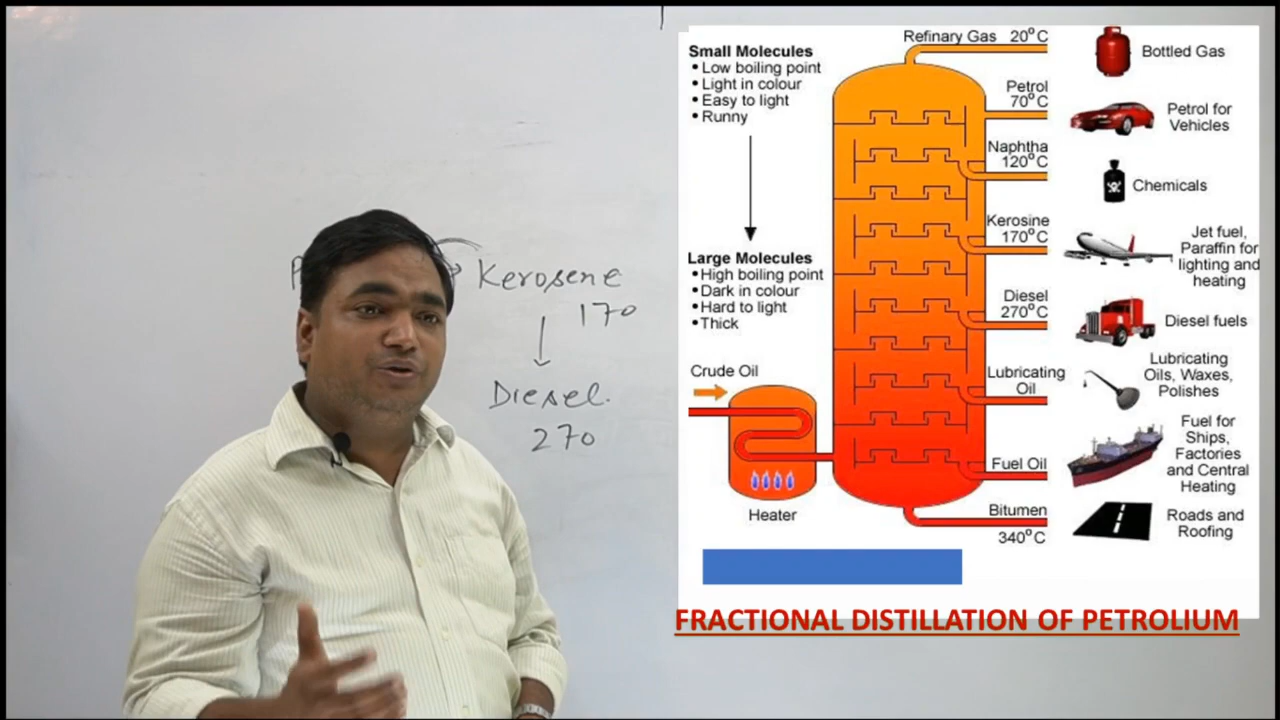 Kerosene
170
Diesel.
270
Small Molecules
• Low boiling point
• Light in colour
• Easy to light
• Runny
Large Molecules
• High boiling point
• Dark in colour
• Hard to light
• Thick
Crude Oil
Heater
Refinary Gas 20°C
Petrol
70°C
Naphtha
120°C
Kerosine
170°C
Diesel
270°C
Lubricating
Oil
Fuel Oil
Bitumen
340°C
Bottled Gas
Petrol for
Vehicles
Chemicals
Jet fuel,
Paraffin for
lighting and
heating
Diesel fuels
Lubricating
Oils, Waxes,
Polishes
Fuel for
Ships,
Factories
and Central
Heating
Roads and
Roofing
FRACTIONAL DISTILLATION OF PETROLIUM